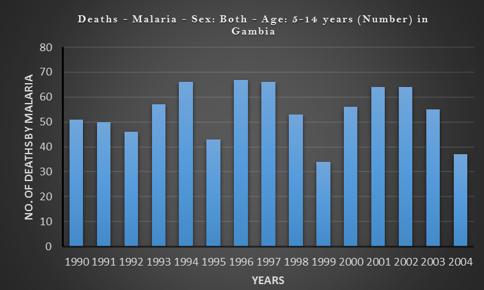 Deaths - Malaria - Sex: Both - Age: 5-14 years (Number) in
Gambia
80
70
60
50
40
30
20
10
0
NO. OF DEATHS BY MALARIA
1990 1991 1992 1993 1994 1995 1996 1997 1998 1999 2000 2001 2002 2003 2004
YEARS